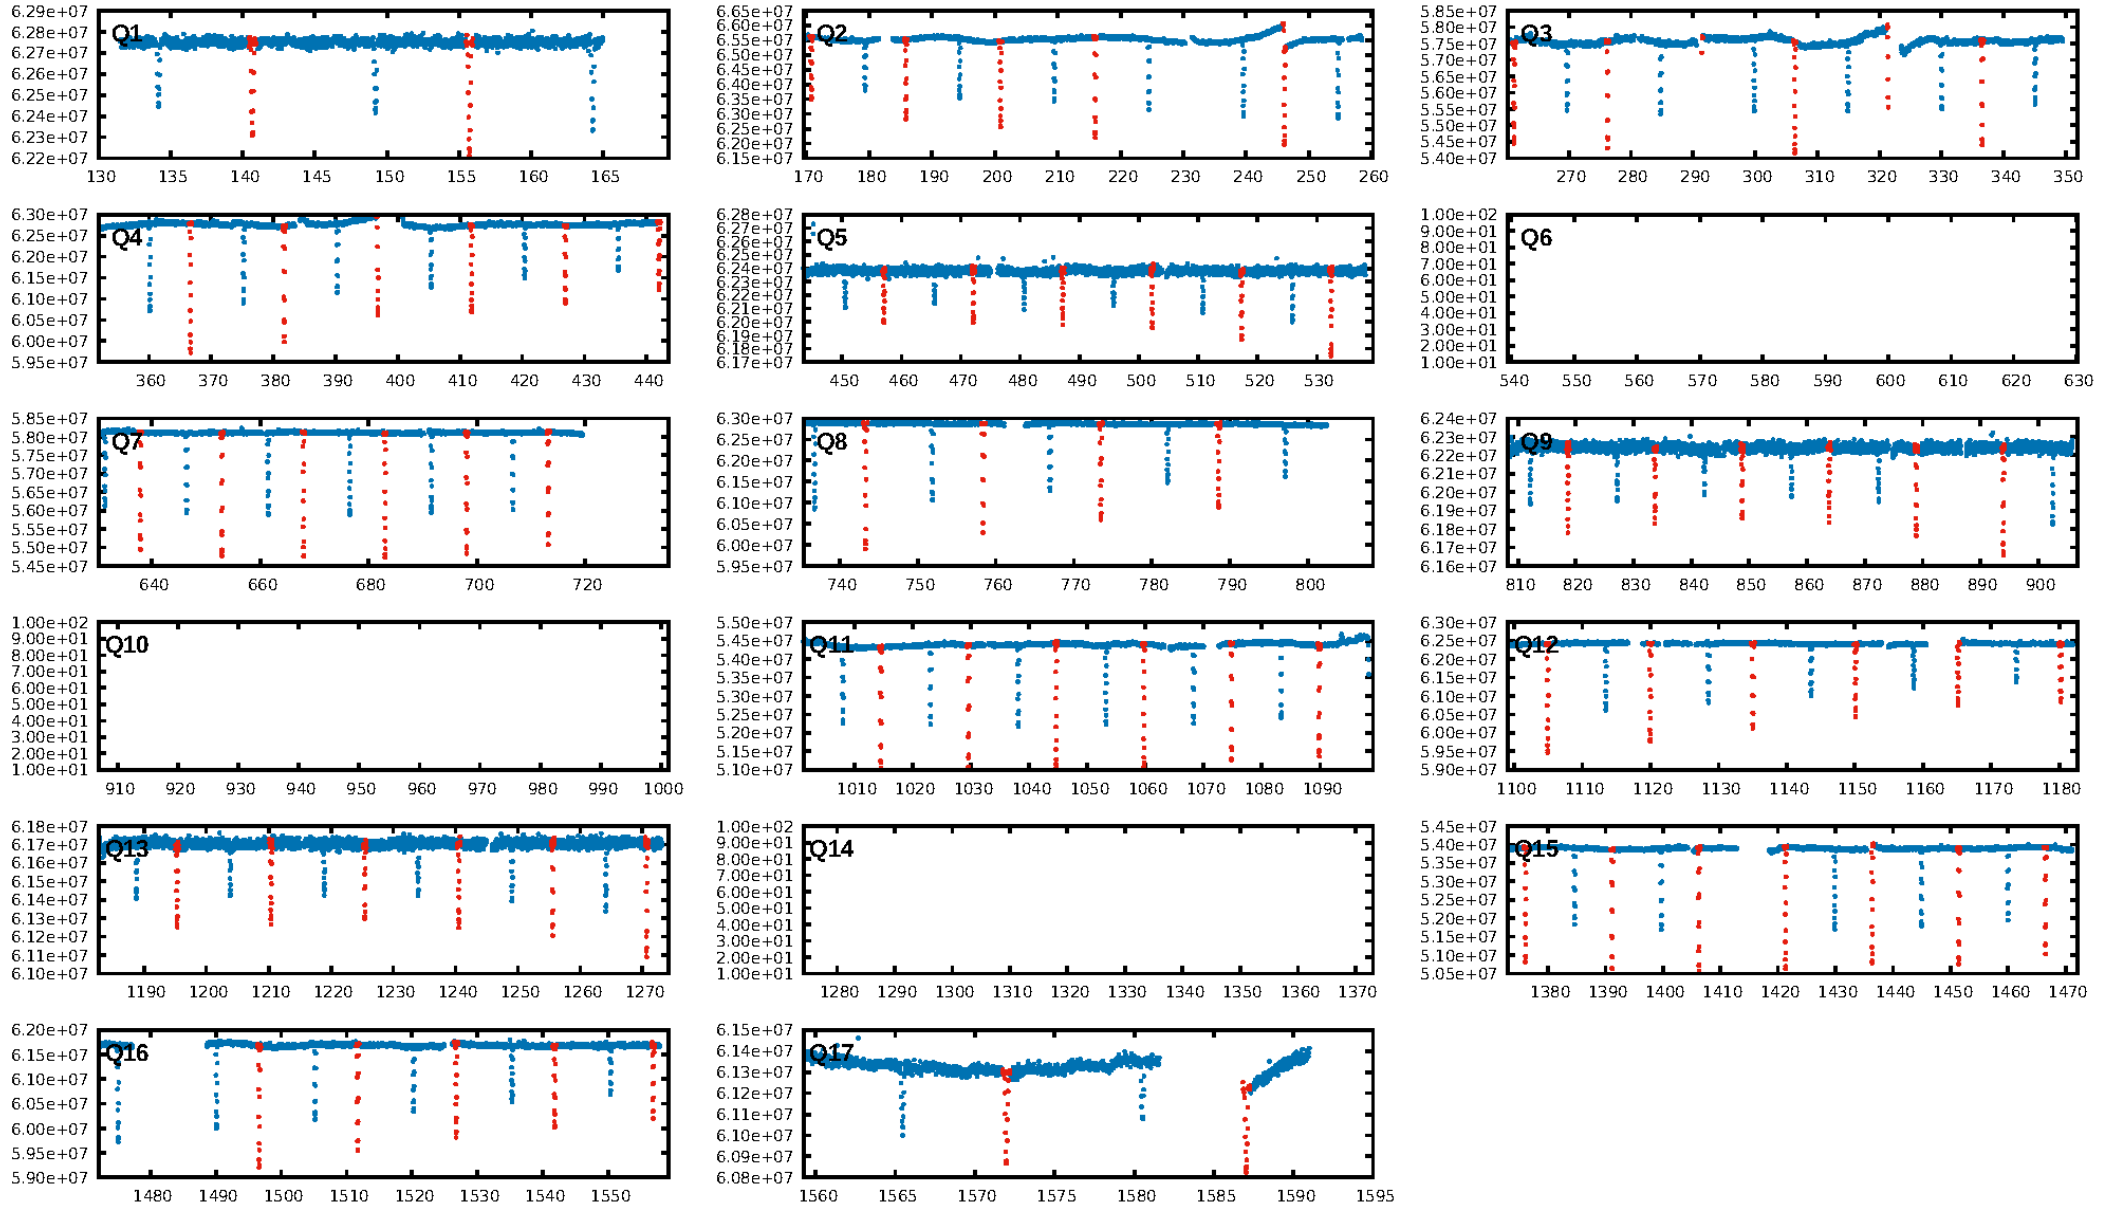 Q1
6.29e+07
6.28e+07
6.27e+07
6.26e+07
6.25e+07
6.24e+07
6.23e+07
6.22e+07
130 135 140 145 150 155 160 165
Q2
6.65e+07
6.60e+07
6.55e+07
6.50e+07
6.45e+07
6.40e+07
6.35e+07
6.30e+07
6.25e+07
6.20e+07
6.15e+07
170 180 190 200 210 220 230 240 250 260
Q3
5.85e+07
5.80e+07
5.75e+07
5.70e+07
5.65e+07
5.60e+07
5.55e+07
5.50e+07
5.45e+07
5.40e+07
270 280 290 300 310 320 330 340 350
Q4
6.30e+07
6.25e+07
6.20e+07
6.15e+07
6.10e+07
6.05e+07
6.00e+07
5.95e+07
360 370 380 390 400 410 420 430 440
Q5
6.28e+07
6.27e+07
6.26e+07
6.25e+07
6.24e+07
6.23e+07
6.22e+07
6.21e+07
6.20e+07
6.19e+07
6.18e+07
6.17e+07
450 460 470 480 490 500 510 520 530
Q6
1.00e+02
9.00e+01
8.00e+01
7.00e+01
6.00e+01
5.00e+01
4.00e+01
3.00e+01
2.00e+01
1.00e+01
540 550 560 570 580 590 600 610 620 630
Q7
5.85e+07
5.80e+07
5.75e+07
5.70e+07
5.65e+07
5.60e+07
5.55e+07
5.50e+07
5.45e+07
640 660 680 700 720
Q8
6.30e+07
6.25e+07
6.20e+07
6.15e+07
6.10e+07
6.05e+07
6.00e+07
5.95e+07
740 750 760 770 780 790 800
Q9
6.24e+07
6.23e+07
6.22e+07
6.21e+07
6.20e+07
6.19e+07
6.18e+07
6.17e+07
6.16e+07
810 820 830 840 850 860 870 880 890 900
Q10
1.00e+02
9.00e+01
8.00e+01
7.00e+01
6.00e+01
5.00e+01
4.00e+01
3.00e+01
2.00e+01
1.00e+01
910 920 930 940 950 960 970 980 990 1000
Q11
5.50e+07
5.45e+07
5.40e+07
5.35e+07
5.30e+07
5.25e+07
5.20e+07
5.15e+07
5.10e+07
1010 1020 1030 1040 1050 1060 1070 1080 1090
Q12
6.30e+07
6.25e+07
6.20e+07
6.15e+07
6.10e+07
6.05e+07
6.00e+07
5.95e+07
5.90e+07
1100 1110 1120 1130 1140 1150 1160 1170 1180
Q13
6.18e+07
6.17e+07
6.16e+07
6.15e+07
6.14e+07
6.13e+07
6.12e+07
6.11e+07
6.10e+07
1190 1200 1210 1220 1230 1240 1250 1260 1270
Q14
1.00e+02
9.00e+01
8.00e+01
7.00e+01
6.00e+01
5.00e+01
4.00e+01
3.00e+01
2.00e+01
1.00e+01
1280 1290 1300 1310 1320 1330 1340 1350 1360 1370
Q15
5.45e+07
5.40e+07
5.35e+07
5.30e+07
5.25e+07
5.20e+07
5.15e+07
5.10e+07
5.05e+07
1380 1390 1400 1410 1420 1430 1440 1450 1460 1470
Q16
6.20e+07
6.15e+07
6.10e+07
6.05e+07
6.00e+07
5.95e+07
5.90e+07
1480 1490 1500 1510 1520 1530 1540 1550
Q17
6.15e+07
6.14e+07
6.13e+07
6.12e+07
6.11e+07
6.10e+07
6.09e+07
6.08e+07
1560 1565 1570 1575 1580 1585 1590 1595